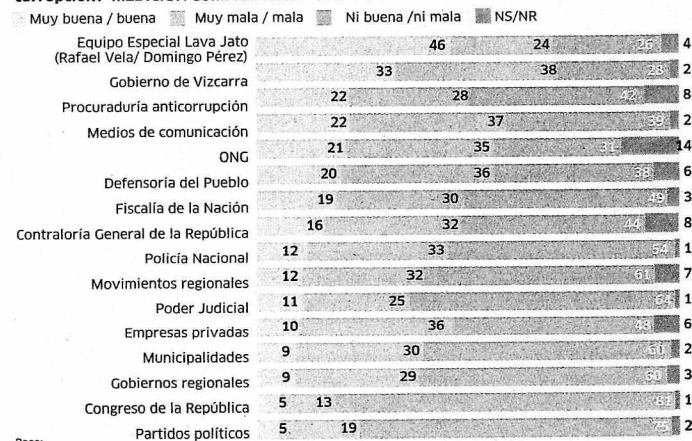 Muy buena / buena Muy mala / mala Ni buena /ni mala NS/NR
Equipo Especial Lava Jato 46 24 26 4
(Rafael Vela/ Domingo Pérez)
Gobierno de Vizcarra 33 38 28 2
Procuraduría anticorrupción 22 28 42 8
Medios de comunicación 22 37 39 2
ONG 21 35 31 14
Defensoría del Pueblo 20 36 38 6
Fiscalía de la Nación 19 30 49 3
Contraloría General de la República 16 32 44 8
Policía Nacional 12 33 54 1
Movimientos regionales 12 32 61 7
Poder Judicial 11 25 64 1
Empresas privadas 10 36 6
Municipalidades 9 30 2
Gobiernos regionales 9 29 60 3
Congreso de la República 5 13 81 1
Partidos políticos 5 19 75 2